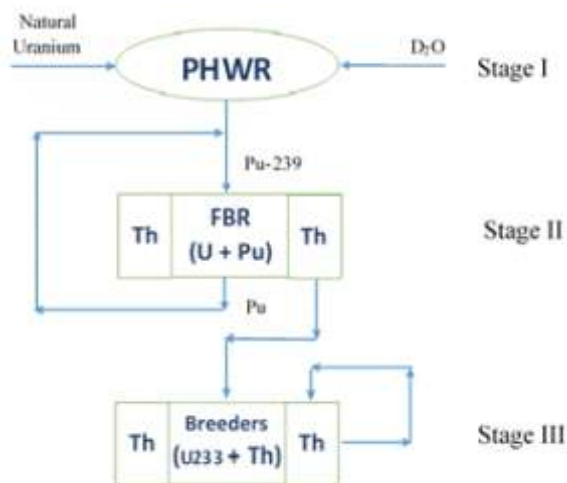 Natural
Uranium
PHWR
D₂O
Stage I
Pu-239
Th
FBR
(U + Pu)
Th
Stage II
Pu
Th
Breeders
(U233 + Th)
Th
Stage III